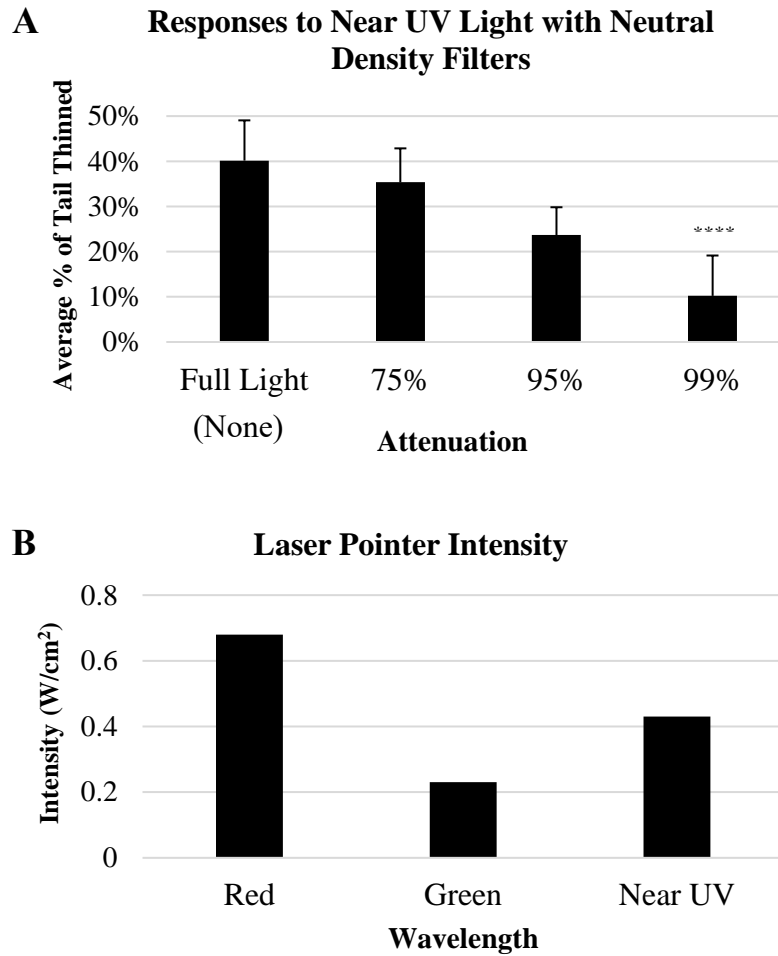 A
Responses to Near UV Light with Neutral
Density Filters
Average % of Tail Thinned
50%
40%
30%
20%
10%
0%
****
Full Light
(None)
75%
95%
99%
Attenuation
B
Laser Pointer Intensity
Intensity (W/cm²)
0.8
0.6
0.4
0.2
0
Red
Green
Near UV
Wavelength